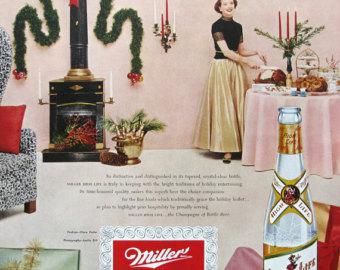 As distinctive and distinguished in its tapered, crystal-clear bottle,
MILLER HIGH LIFE is truly in keeping with the bright traditions of holiday entertaining.
Its time-honored quality makes this superb beer the choice companion
for the fine foods which traditionally grace the holiday buffet...
so plan to highlight your hospitality by proudly serving
MILLER HIGH LIFE...the Champagne of Bottle Beer.
Miller
HIGH LIFE